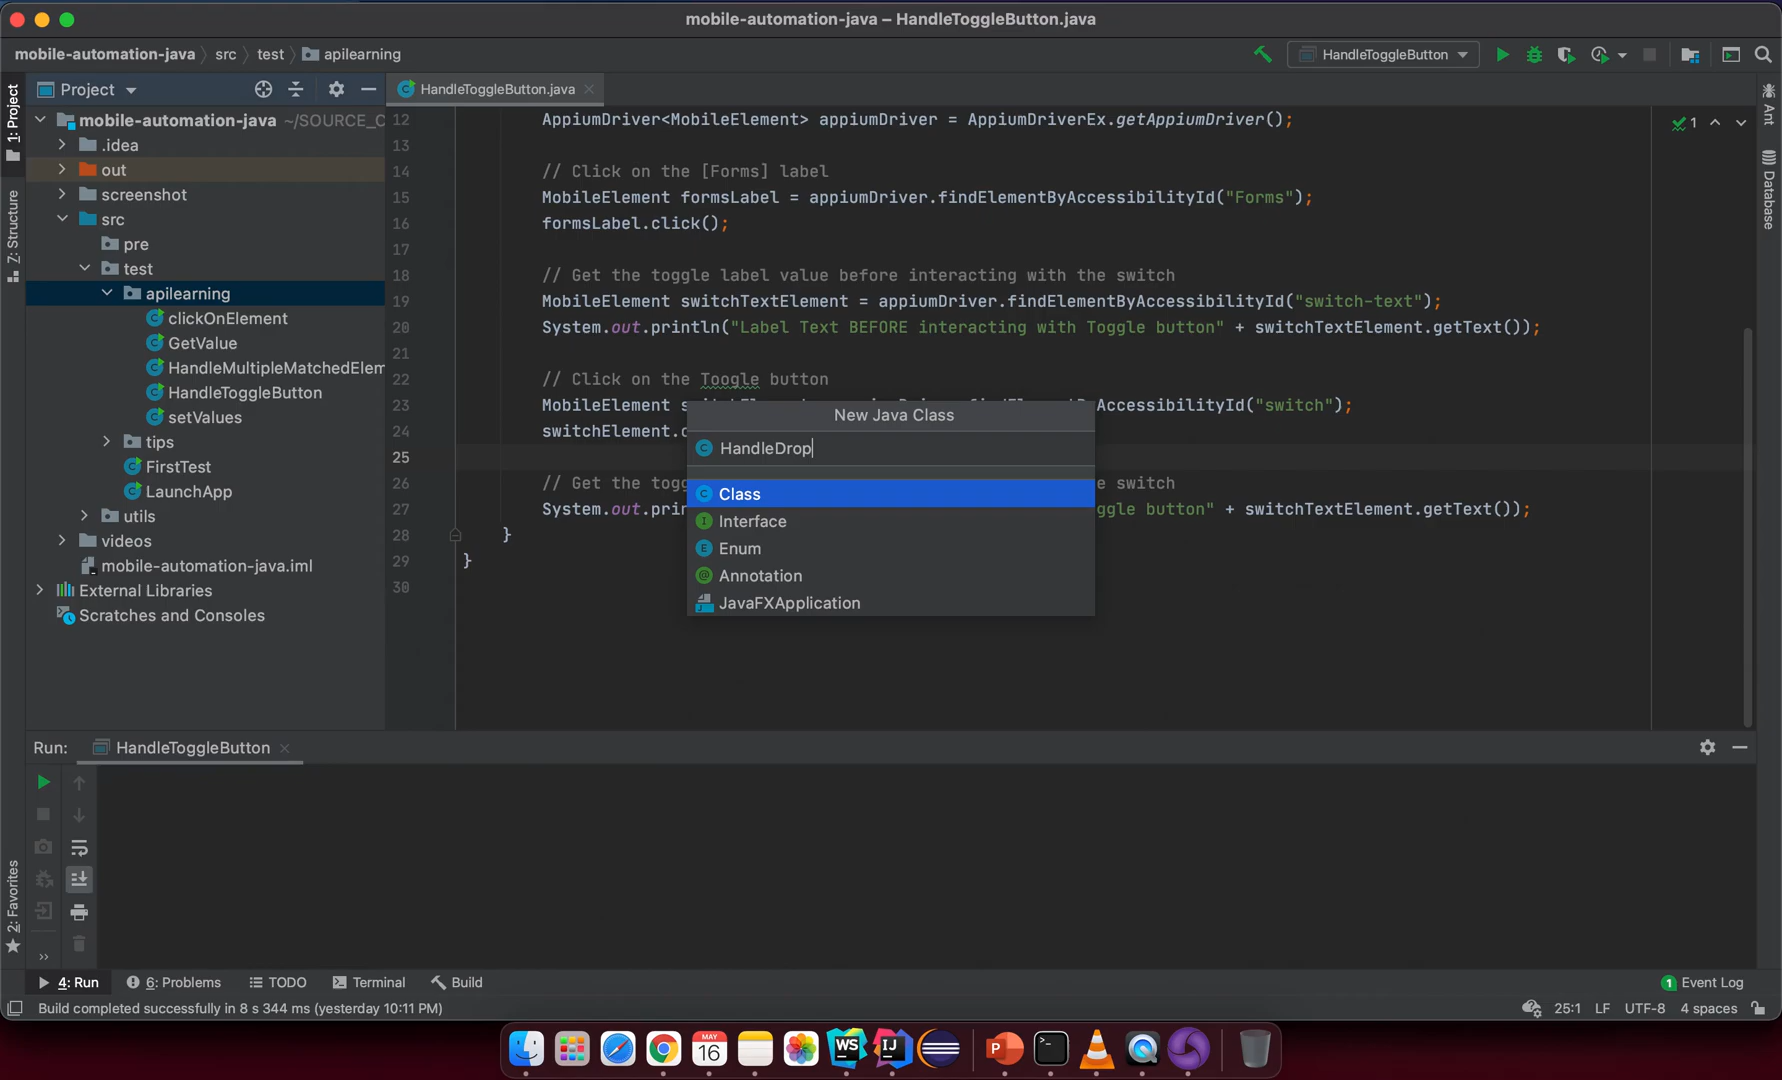 mobile-automation-java – HandleToggleButton.java
mobile-automation-java src test apilearning
HandleToggleButton
1: Project
Z: Structure
2: Favorites
Project
mobile-automation-java ~/SOURCE_C
.idea
out
screenshot
src
pre
test
apilearning
clickOnElement
GetValue
HandleMultipleMatchedElem
HandleToggleButton
setValues
tips
FirstTest
LaunchApp
utils
videos
mobile-automation-java.iml
External Libraries
Scratches and Consoles
HandleToggleButton.java
1
12 AppiumDriver<MobileElement> appiumDriver = AppiumDriverEx.getAppiumDriver();
13
14 // Click on the [Forms] label
15 MobileElement formsLabel = appiumDriver.findElementByAccessibilityId("Forms");
16 formsLabel.click();
17
18 // Get the toggle label value before interacting with the switch
19 MobileElement switchTextElement = appiumDriver.findElementByAccessibilityId("switch-text");
20 System.out.println("Label Text BEFORE interacting with Toggle button" + switchTextElement.getText());
21
22 // Click on the Toogle button
23 MobileElement AccessibilityId("switch");
24 switchElement.c
25
26 // Get the togg e switch
27 System.out.prin ggle button" + switchTextElement.getText());
28 }
29 }
30
New Java Class
HandleDrop
Class
Interface
Enum
Annotation
JavaFXApplication
Ant
Database
Run: HandleToggleButton
4: Run 6: Problems TODO Terminal Build 1 Event Log
Build completed successfully in 8 s 344 ms (yesterday 10:11 PM) 25:1 LF UTF-8 4 spaces
MAY
16
WS
IJ
P